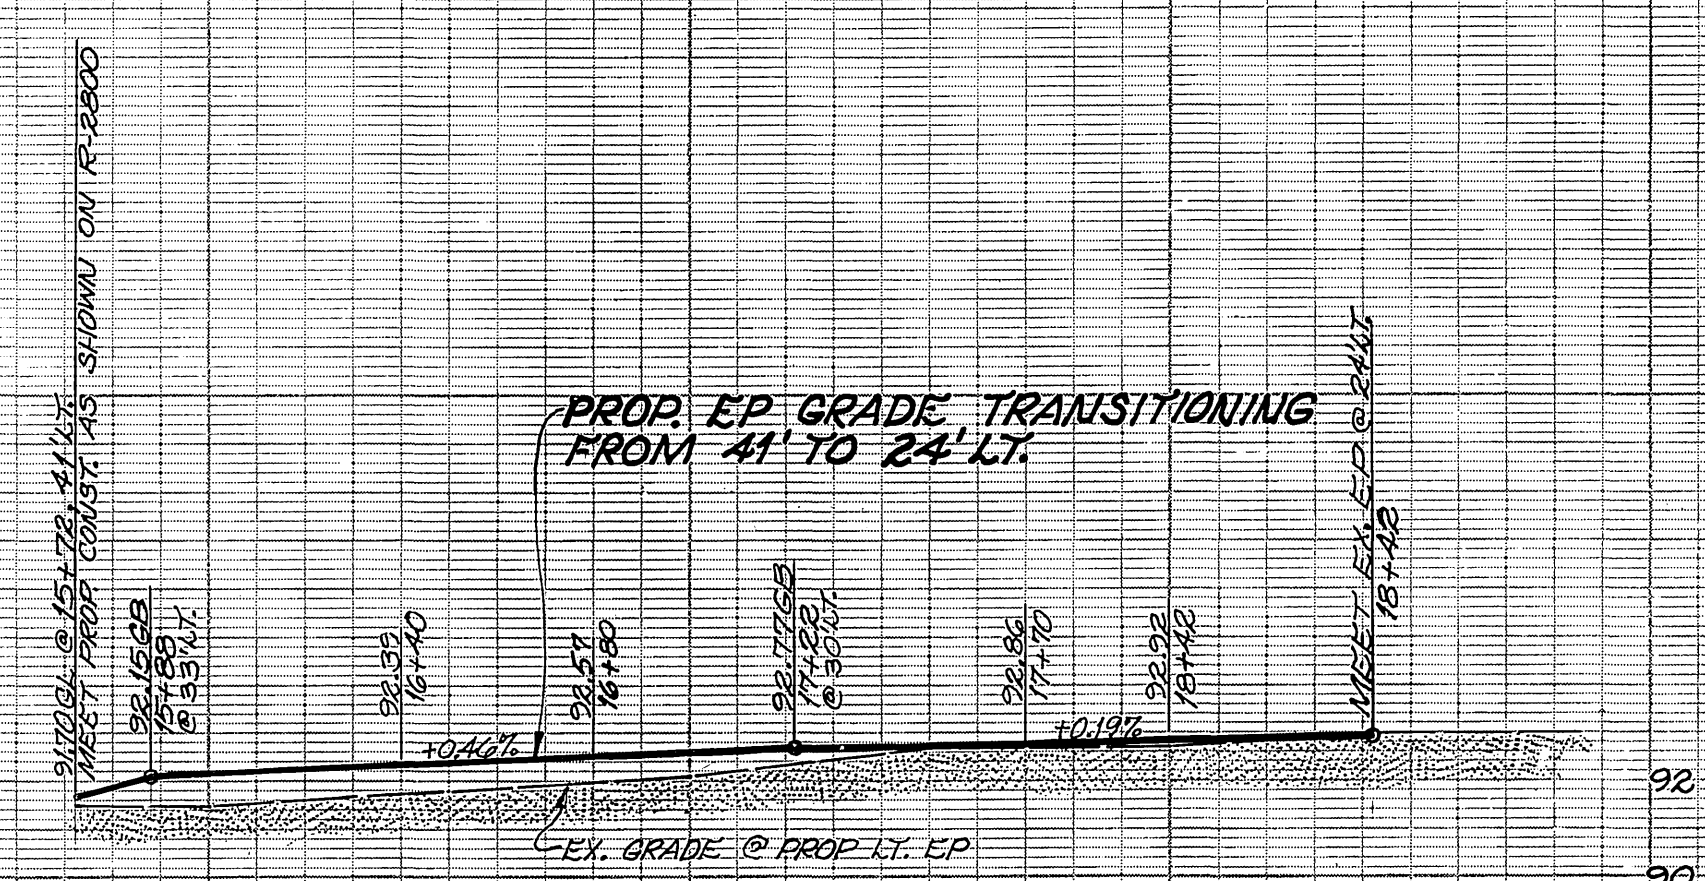 91.70 GL @ 15+72, 41' LT.
MEET PROP. CONST. AS SHOWN ON R-2800
92.15GB
15+88
@ 33' LT.
92.39
16+40
PROP. EP GRADE TRANSITIONING
FROM 41' TO 24' LT.
92.57
16+80
92.77GB
17+22
@ 30' LT.
92.86
17+70
92.92
18+42
MEET EX. E.P. @ 24' LT.
18+42
+0.46%
+0.19%
EX. GRADE @ PROP LT. EP
92
90